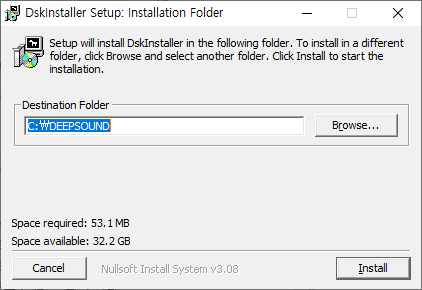 DskInstaller Setup: Installation Folder
Setup will install DskInstaller in the following folder. To install in a different
folder, click Browse and select another folder. Click Install to start the
installation.
Destination Folder
C:₩DEEPSOUND
Browse...
Space required: 53.1 MB
Space available: 32.2 GB
Cancel
Nullsoft Install System v3.08
Install